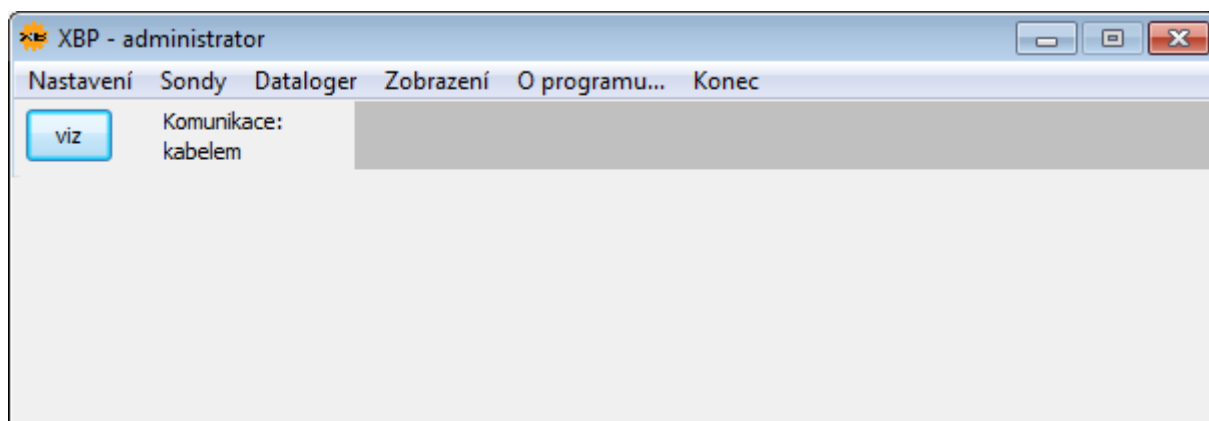 XBP - administrator
Nastavení Sondy Dataloger Zobrazení O programu... Konec
viz
Komunikace:
kabelem